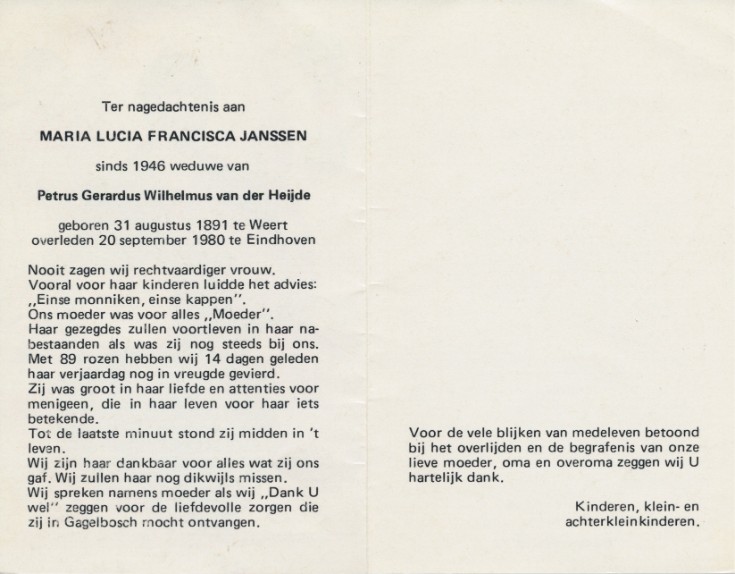 Ter nagedachtenis aan
MARIA LUCIA FRANCISCA JANSSEN
sinds 1946 weduwe van
Petrus Gerardus Wilhelmus van der Heijde
geboren 31 augustus 1891 te Weert
overleden 20 september 1980 te Eindhoven
Nooit zagen wij rechtvaardiger vrouw.
Vooral voor haar kinderen luidde het advies:
„Einse monniken, einse kappen".
Ons moeder was voor alles „Moeder".
Haar gezegdes zullen voortleven in haar na-
bestaanden als was zij nog steeds bij ons.
Met 89 rozen hebben wij 14 dagen geleden
haar verjaardag nog in vreugde gevierd.
Zij was groot in haar liefde en attenties voor
menigeen, die in haar leven voor haar iets
betekende.
Tot de laatste minuut stond zij midden in 't
leven.
Wij zijn haar dankbaar voor alles wat zij ons
gaf. Wij zullen haar nog dikwijls missen.
Wij spreken namens moeder als wij „Dank U
wel" zeggen voor de liefdevolle zorgen die
zij in Gagelbosch mocht ontvangen.
Voor de vele blijken van medeleven betoond
bij het overlijden en de begrafenis van onze
lieve moeder, oma en overoma zeggen wij U
hartelijk dank.
Kinderen, klein- en
achterkleinkinderen.